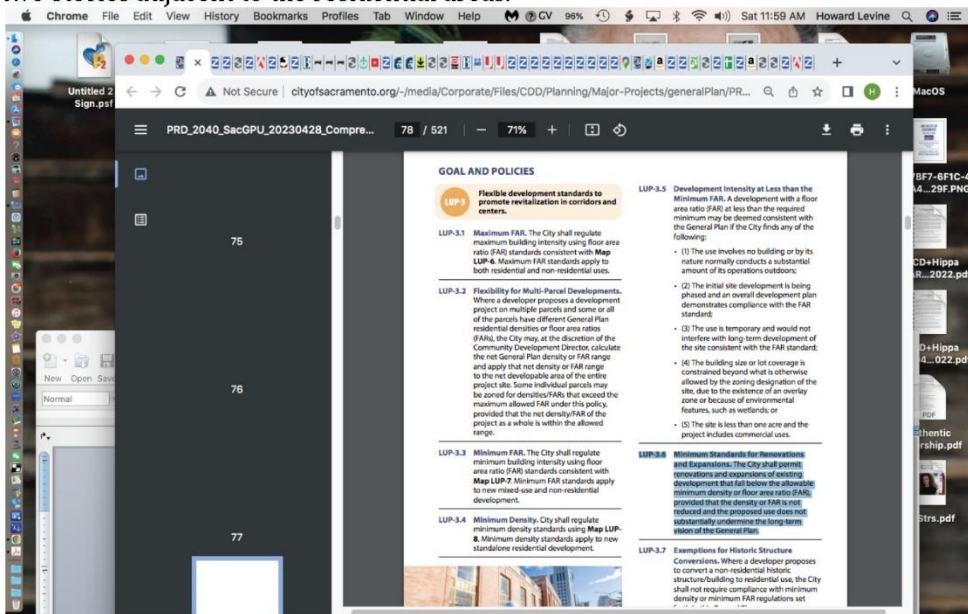 two stories adjacent to the residential areas.
Chrome File Edit View History Bookmarks Profiles Tab Window Help GV 96% Sat 11:59 AM Howard Levine
Untitled 2
Sign.psf
MacOS
Not Secure | cityofsacramento.org/-/media/Corporate/Files/CDD/Planning/Major-Projects/generalPlan/PR...
H
PRD_2040_SacGPU_20230428_Compre... 78 / 521 | — 71% +
75
76
77
New Open Save
Normal
GOAL AND POLICIES
LUP-3 Flexible development standards to
promote revitalization in corridors and
centers.
LUP-3.1 Maximum FAR. The City shall regulate
maximum building intensity using floor area
ratio (FAR) standards consistent with Map
LUP-6. Maximum FAR standards apply to
both residential and non-residential uses.
LUP-3.2 Flexibility for Multi-Parcel Developments.
Where a developer proposes a development
project on multiple parcels and some or all
of the parcels have different General Plan
residential densities or floor area ratios
(FARs), the City may, at the discretion of the
Community Development Director, calculate
the net General Plan density or FAR range
and apply that net density or FAR range
to the net developable area of the entire
project site. Some individual parcels may
be zoned for densities/FARs that exceed the
maximum allowed FAR under this policy,
provided that the net density/FAR of the
project as a whole is within the allowed
range.
LUP-3.3 Minimum FAR. The City shall regulate
minimum building intensity using floor
area ratio (FAR) standards consistent with
Map LUP-7. Minimum FAR standards apply
to new mixed-use and non-residential
development.
LUP-3.4 Minimum Density. City shall regulate
minimum density standards using Map LUP-
8. Minimum density standards apply to new
standalone residential development.
LUP-3.5 Development Intensity at Less than the
Minimum FAR. A development with a floor
area ratio (FAR) at less than the required
minimum may be deemed consistent with
the General Plan if the City finds any of the
following:
• (1) The use involves no building or by its
nature normally conducts a substantial
amount of its operations outdoors;
• (2) The initial site development is being
phased and an overall development plan
demonstrates compliance with the FAR
standard;
• (3) The use is temporary and would not
interfere with long-term development of
the site consistent with the FAR standard;
• (4) The building size or lot coverage is
constrained beyond what is otherwise
allowed by the zoning designation of the
site, due to the existence of an overlay
zone or because of environmental
features, such as wetlands; or
• (5) The site is less than one acre and the
project includes commercial uses.
LUP-3.6 Minimum Standards for Renovations
and Expansions. The City shall permit
renovations and expansions of existing
development that fall below the allowable
minimum density or floor area ratio (FAR),
provided that the density or FAR is not
reduced and the proposed use does not
substantially undermine the long-term
vision of the General Plan.
LUP-3.7 Exemptions for Historic Structure
Conversions. Where a developer proposes
to convert a non-residential historic
structure/building to residential use, the City
shall not require compliance with minimum
density or minimum FAR regulations set
7BF7-6F1C-4
A4...29F.PNG
CD+Hippa
R...2022.pdf
D+Hippa
4...022.pdf
PDF
thentic
rship.pdf
Strs.pdf